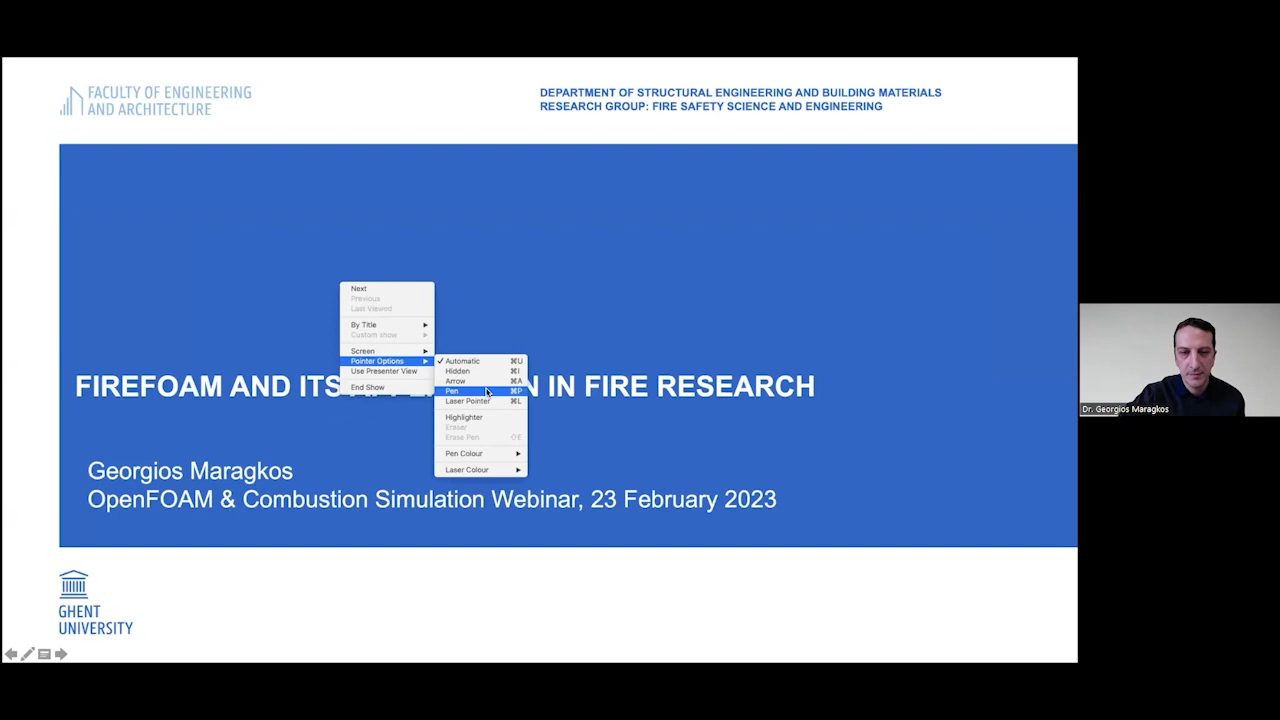 FACULTY OF ENGINEERING
AND ARCHITECTURE
DEPARTMENT OF STRUCTURAL ENGINEERING AND BUILDING MATERIALS
RESEARCH GROUP: FIRE SAFETY SCIENCE AND ENGINEERING
Next
Previous
Last Viewed
By Title
Custom show
Screen
Pointer Options
Use Presenter View
End Show
Automatic ⌘U
Hidden ⌘I
Arrow ⌘A
Pen ⌘P
Laser Pointer ⌘L
Highlighter
Eraser
Erase Pen ⇧E
Pen Colour
Laser Colour
FIREFOAM AND ITS N IN FIRE RESEARCH
Georgios Maragkos
OpenFOAM & Combustion Simulation Webinar, 23 February 2023
GHENT
UNIVERSITY
Dr. Georgios Maragkos